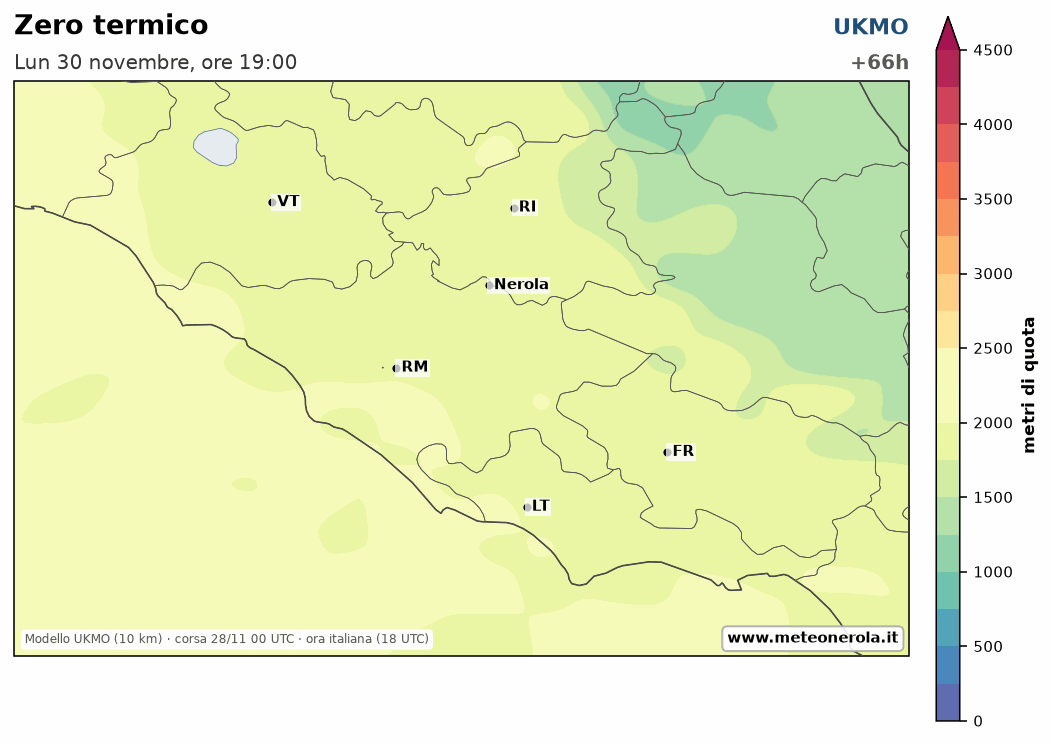 Zero termico
UKMO
Lun 30 novembre, ore 19:00
+66h
VT
RI
Nerola
RM
FR
LT
4500
4000
3500
3000
2500
2000
1500
1000
500
0
metri di quota
Modello UKMO (10 km) · corsa 28/11 00 UTC · ora italiana (18 UTC)
www.meteonerola.it